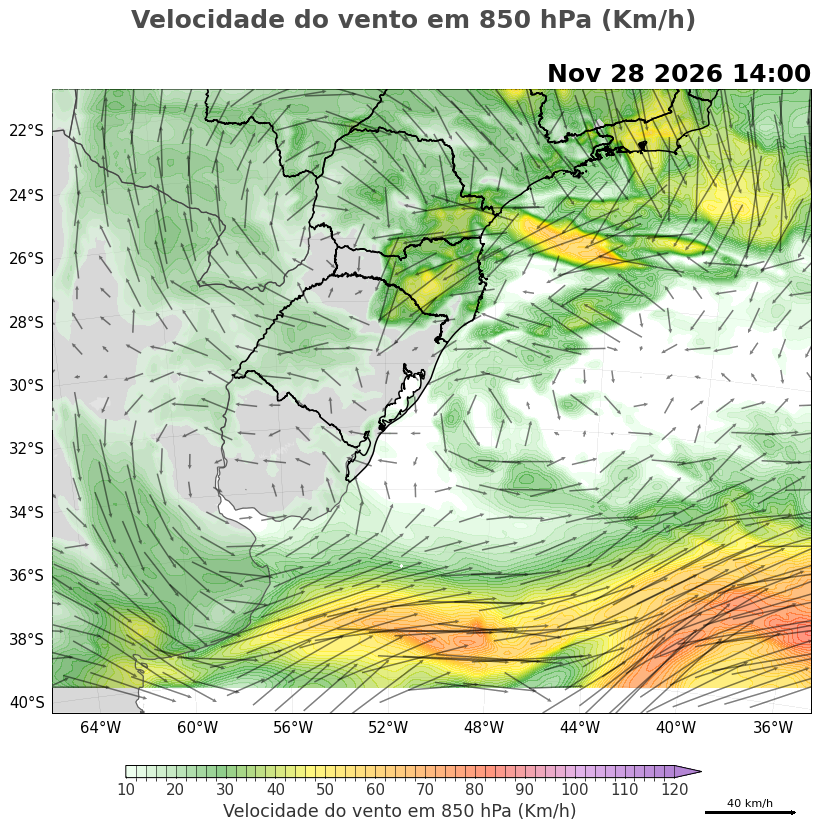 Velocidade do vento em 850 hPa (Km/h)
Nov 28 2026 14:00
22°S
24°S
26°S
28°S
30°S
32°S
34°S
36°S
38°S
40°S
64°W 60°W 56°W 52°W 48°W 44°W 40°W 36°W
10 20 30 40 50 60 70 80 90 100 110 120
Velocidade do vento em 850 hPa (Km/h)
40 km/h